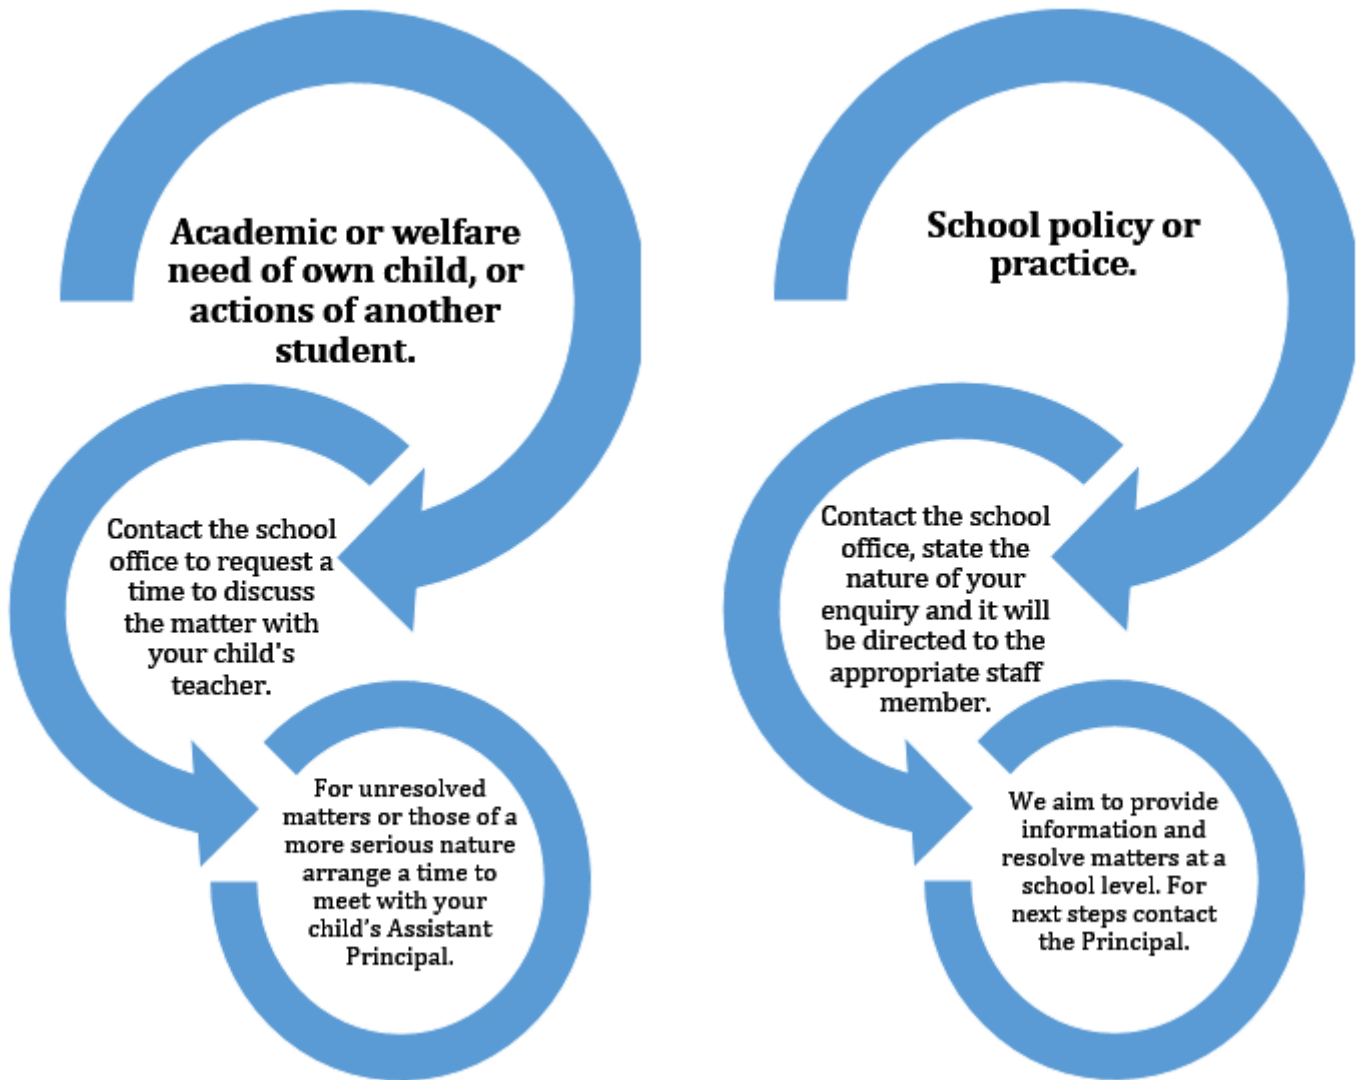 Academic or welfare
need of own child, or
actions of another
student.
Contact the school
office to request a
time to discuss
the matter with
your child's
teacher.
For unresolved
matters or those of a
more serious nature
arrange a time to
meet with your
child’s Assistant
Principal.
School policy or
practice.
Contact the school
office, state the
nature of your
enquiry and it will
be directed to the
appropriate staff
member.
We aim to provide
information and
resolve matters at a
school level. For
next steps contact
the Principal.